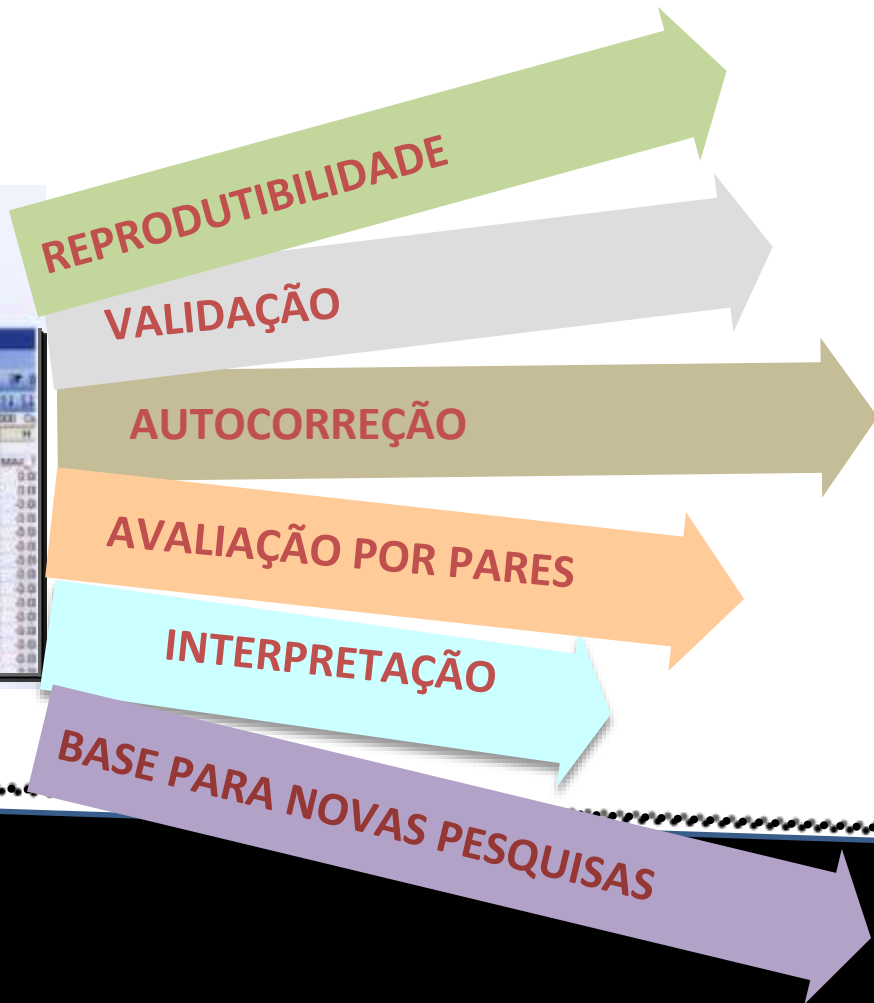 REPRODUTIBILIDADE
VALIDAÇÃO
AUTOCORREÇÃO
AVALIAÇÃO POR PARES
INTERPRETAÇÃO
BASE PARA NOVAS PESQUISAS